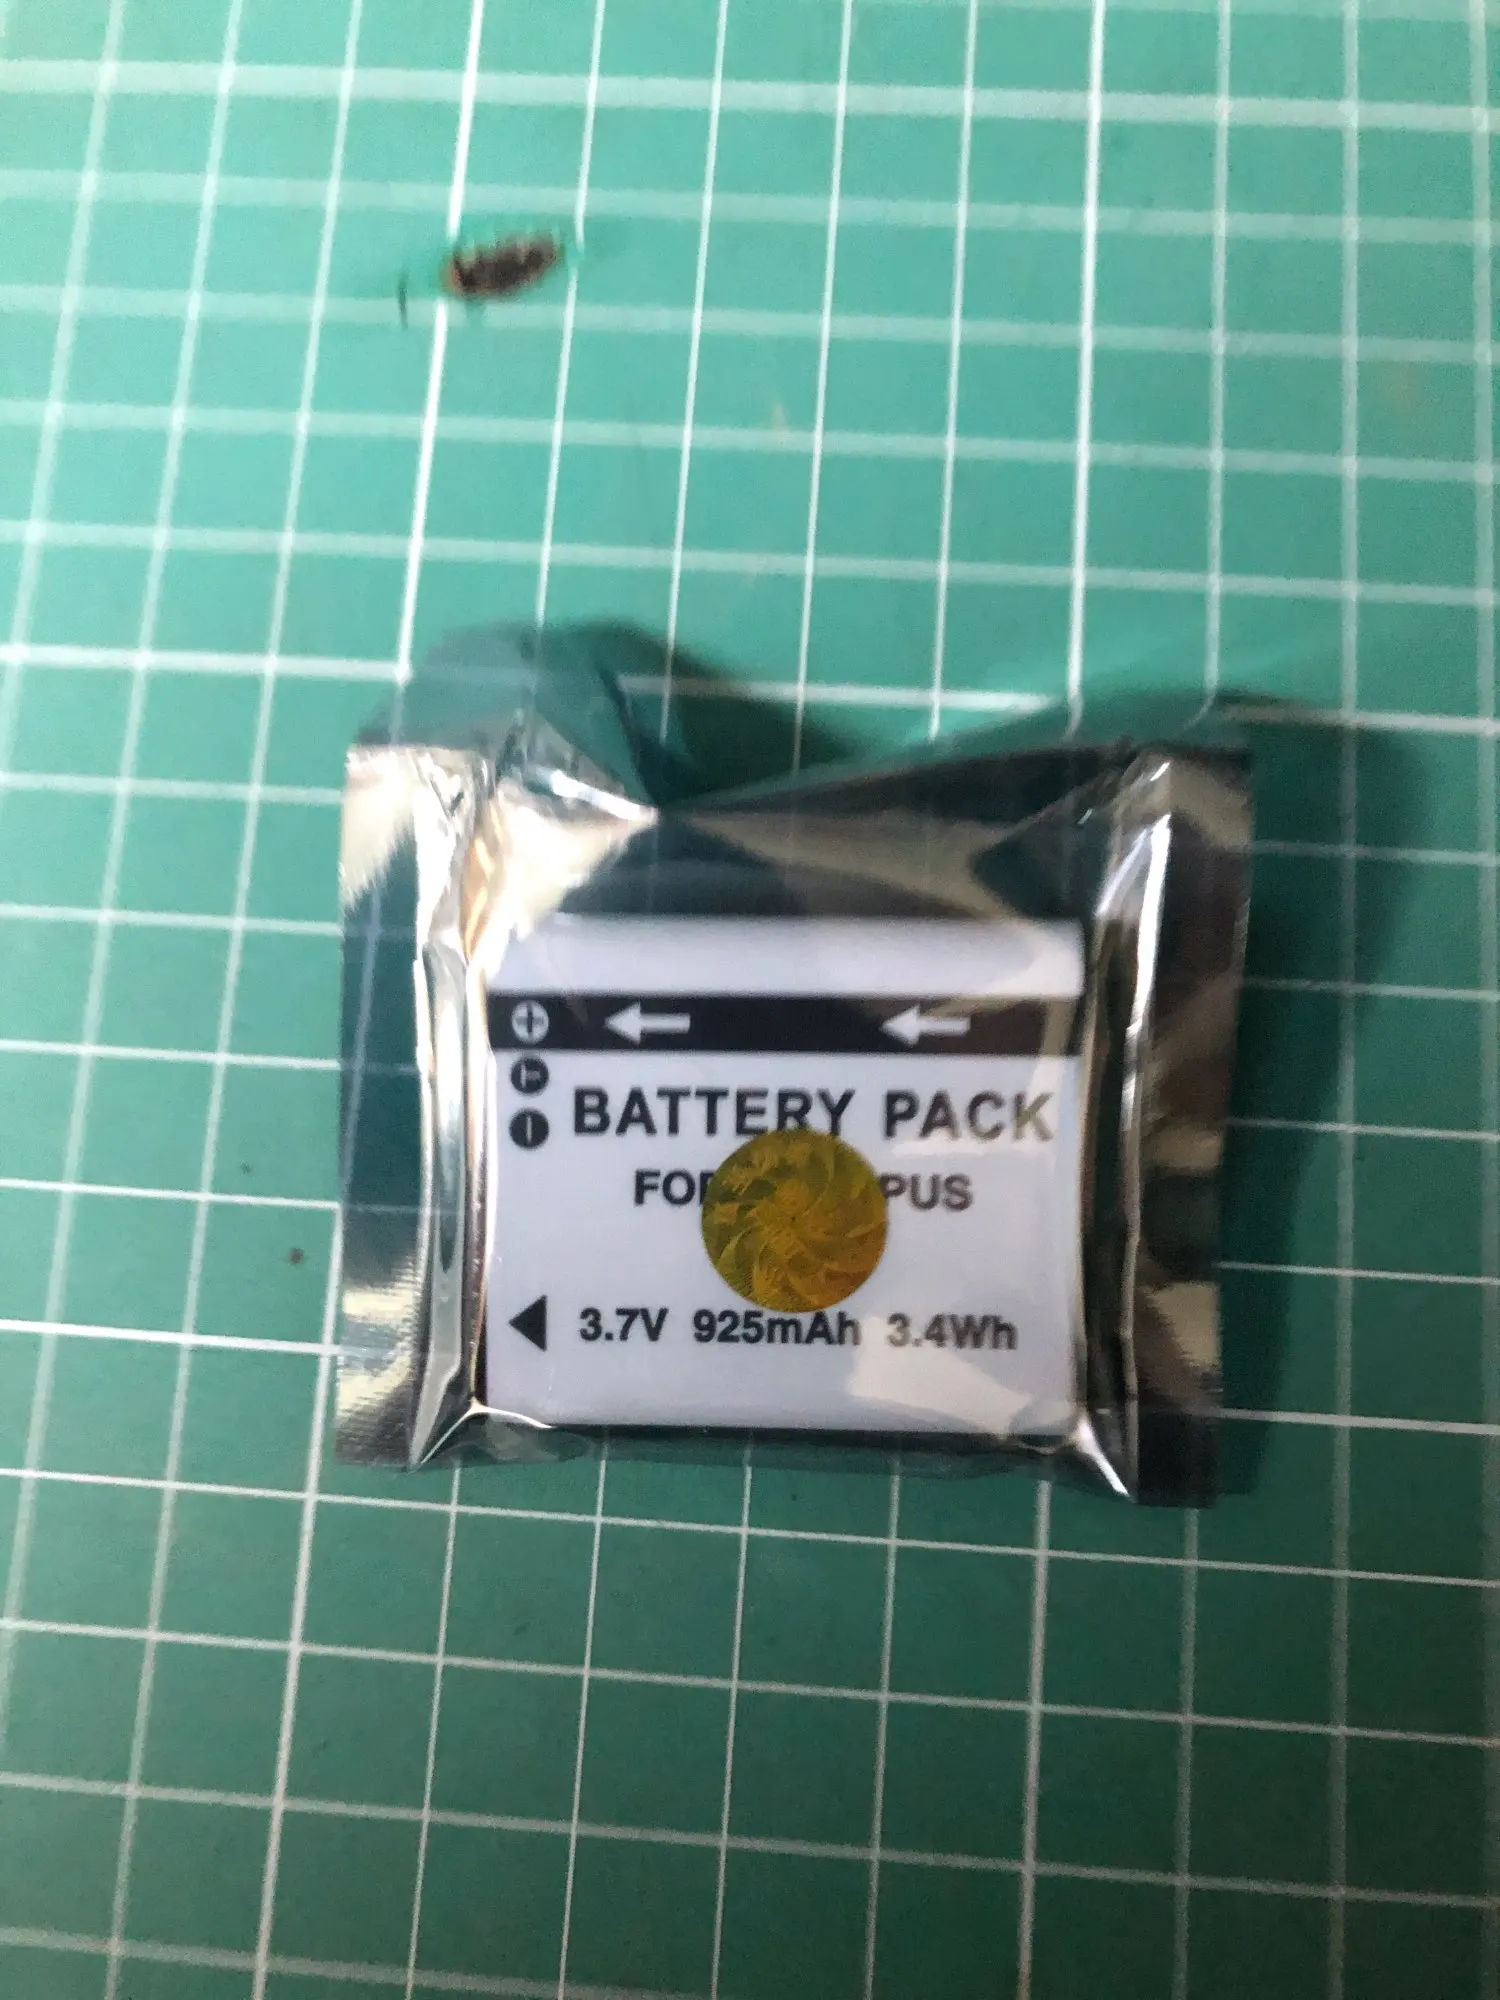 +
T
BATTERY PACK
-
FOR PUS
3.7V 925mAh 3.4Wh